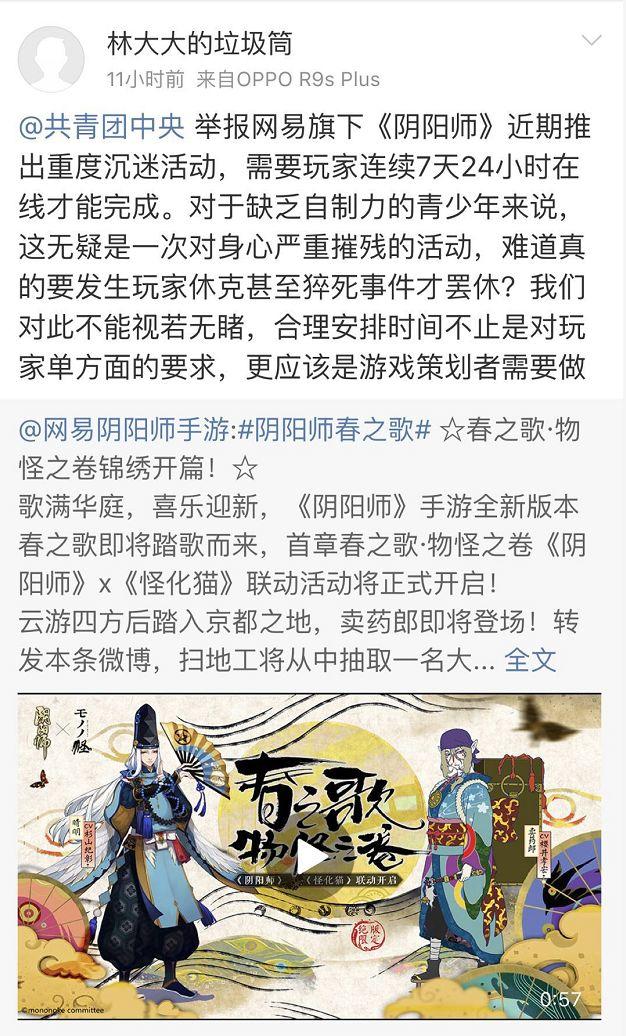 林大大的垃圾筒
11小时前 来自OPPO R9s Plus
@共青团中央 举报网易旗下《阴阳师》近期推
出重度沉迷活动，需要玩家连续7天24小时在
线才能完成。对于缺乏自制力的青少年来说，
这无疑是一次对身心严重摧残的活动，难道真
的要发生玩家休克甚至猝死事件才罢休？我们
对此不能视若无睹，合理安排时间不止是对玩
家单方面的要求，更应该是游戏策划者需要做
@网易阴阳师手游:#阴阳师春之歌# ☆春之歌·物
怪之卷锦绣开篇！☆
歌满华庭，喜乐迎新，《阴阳师》手游全新版本
春之歌即将踏歌而来，首章春之歌·物怪之卷《阴
阳师》x《怪化猫》联动活动将正式开启！
云游四方后踏入京都之地，卖药郎即将登场！转
发本条微博，扫地工将从中抽取一名大... 全文
阴阳师×モノノ怪
春之歌
物怪之卷
《阴阳师》 《怪化猫》联动开启
晴明
CV杉山纪彰
卖药郎
CV樱井孝宏
绝版限定
©mononoke committee
0:57